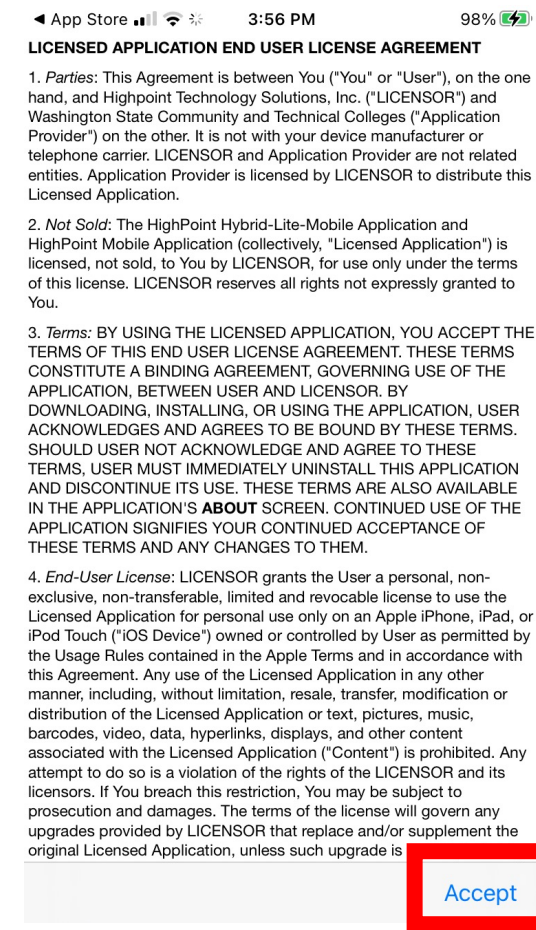 ◀ App Store 3:56 PM 98%
LICENSED APPLICATION END USER LICENSE AGREEMENT
1. Parties: This Agreement is between You ("You" or "User"), on the one
hand, and Highpoint Technology Solutions, Inc. ("LICENSOR") and
Washington State Community and Technical Colleges ("Application
Provider") on the other. It is not with your device manufacturer or
telephone carrier. LICENSOR and Application Provider are not related
entities. Application Provider is licensed by LICENSOR to distribute this
Licensed Application.
2. Not Sold: The HighPoint Hybrid-Lite-Mobile Application and
HighPoint Mobile Application (collectively, "Licensed Application") is
licensed, not sold, to You by LICENSOR, for use only under the terms
of this license. LICENSOR reserves all rights not expressly granted to
You.
3. Terms: BY USING THE LICENSED APPLICATION, YOU ACCEPT THE
TERMS OF THIS END USER LICENSE AGREEMENT. THESE TERMS
CONSTITUTE A BINDING AGREEMENT, GOVERNING USE OF THE
APPLICATION, BETWEEN USER AND LICENSOR. BY
DOWNLOADING, INSTALLING, OR USING THE APPLICATION, USER
ACKNOWLEDGES AND AGREES TO BE BOUND BY THESE TERMS.
SHOULD USER NOT ACKNOWLEDGE AND AGREE TO THESE
TERMS, USER MUST IMMEDIATELY UNINSTALL THIS APPLICATION
AND DISCONTINUE ITS USE. THESE TERMS ARE ALSO AVAILABLE
IN THE APPLICATION'S ABOUT SCREEN. CONTINUED USE OF THE
APPLICATION SIGNIFIES YOUR CONTINUED ACCEPTANCE OF
THESE TERMS AND ANY CHANGES TO THEM.
4. End-User License: LICENSOR grants the User a personal, non-
exclusive, non-transferable, limited and revocable license to use the
Licensed Application for personal use only on an Apple iPhone, iPad, or
iPod Touch ("iOS Device") owned or controlled by User as permitted by
the Usage Rules contained in the Apple Terms and in accordance with
this Agreement. Any use of the Licensed Application in any other
manner, including, without limitation, resale, transfer, modification or
distribution of the Licensed Application or text, pictures, music,
barcodes, video, data, hyperlinks, displays, and other content
associated with the Licensed Application ("Content") is prohibited. Any
attempt to do so is a violation of the rights of the LICENSOR and its
licensors. If You breach this restriction, You may be subject to
prosecution and damages. The terms of the license will govern any
upgrades provided by LICENSOR that replace and/or supplement the
original Licensed Application, unless such upgrade is
Accept